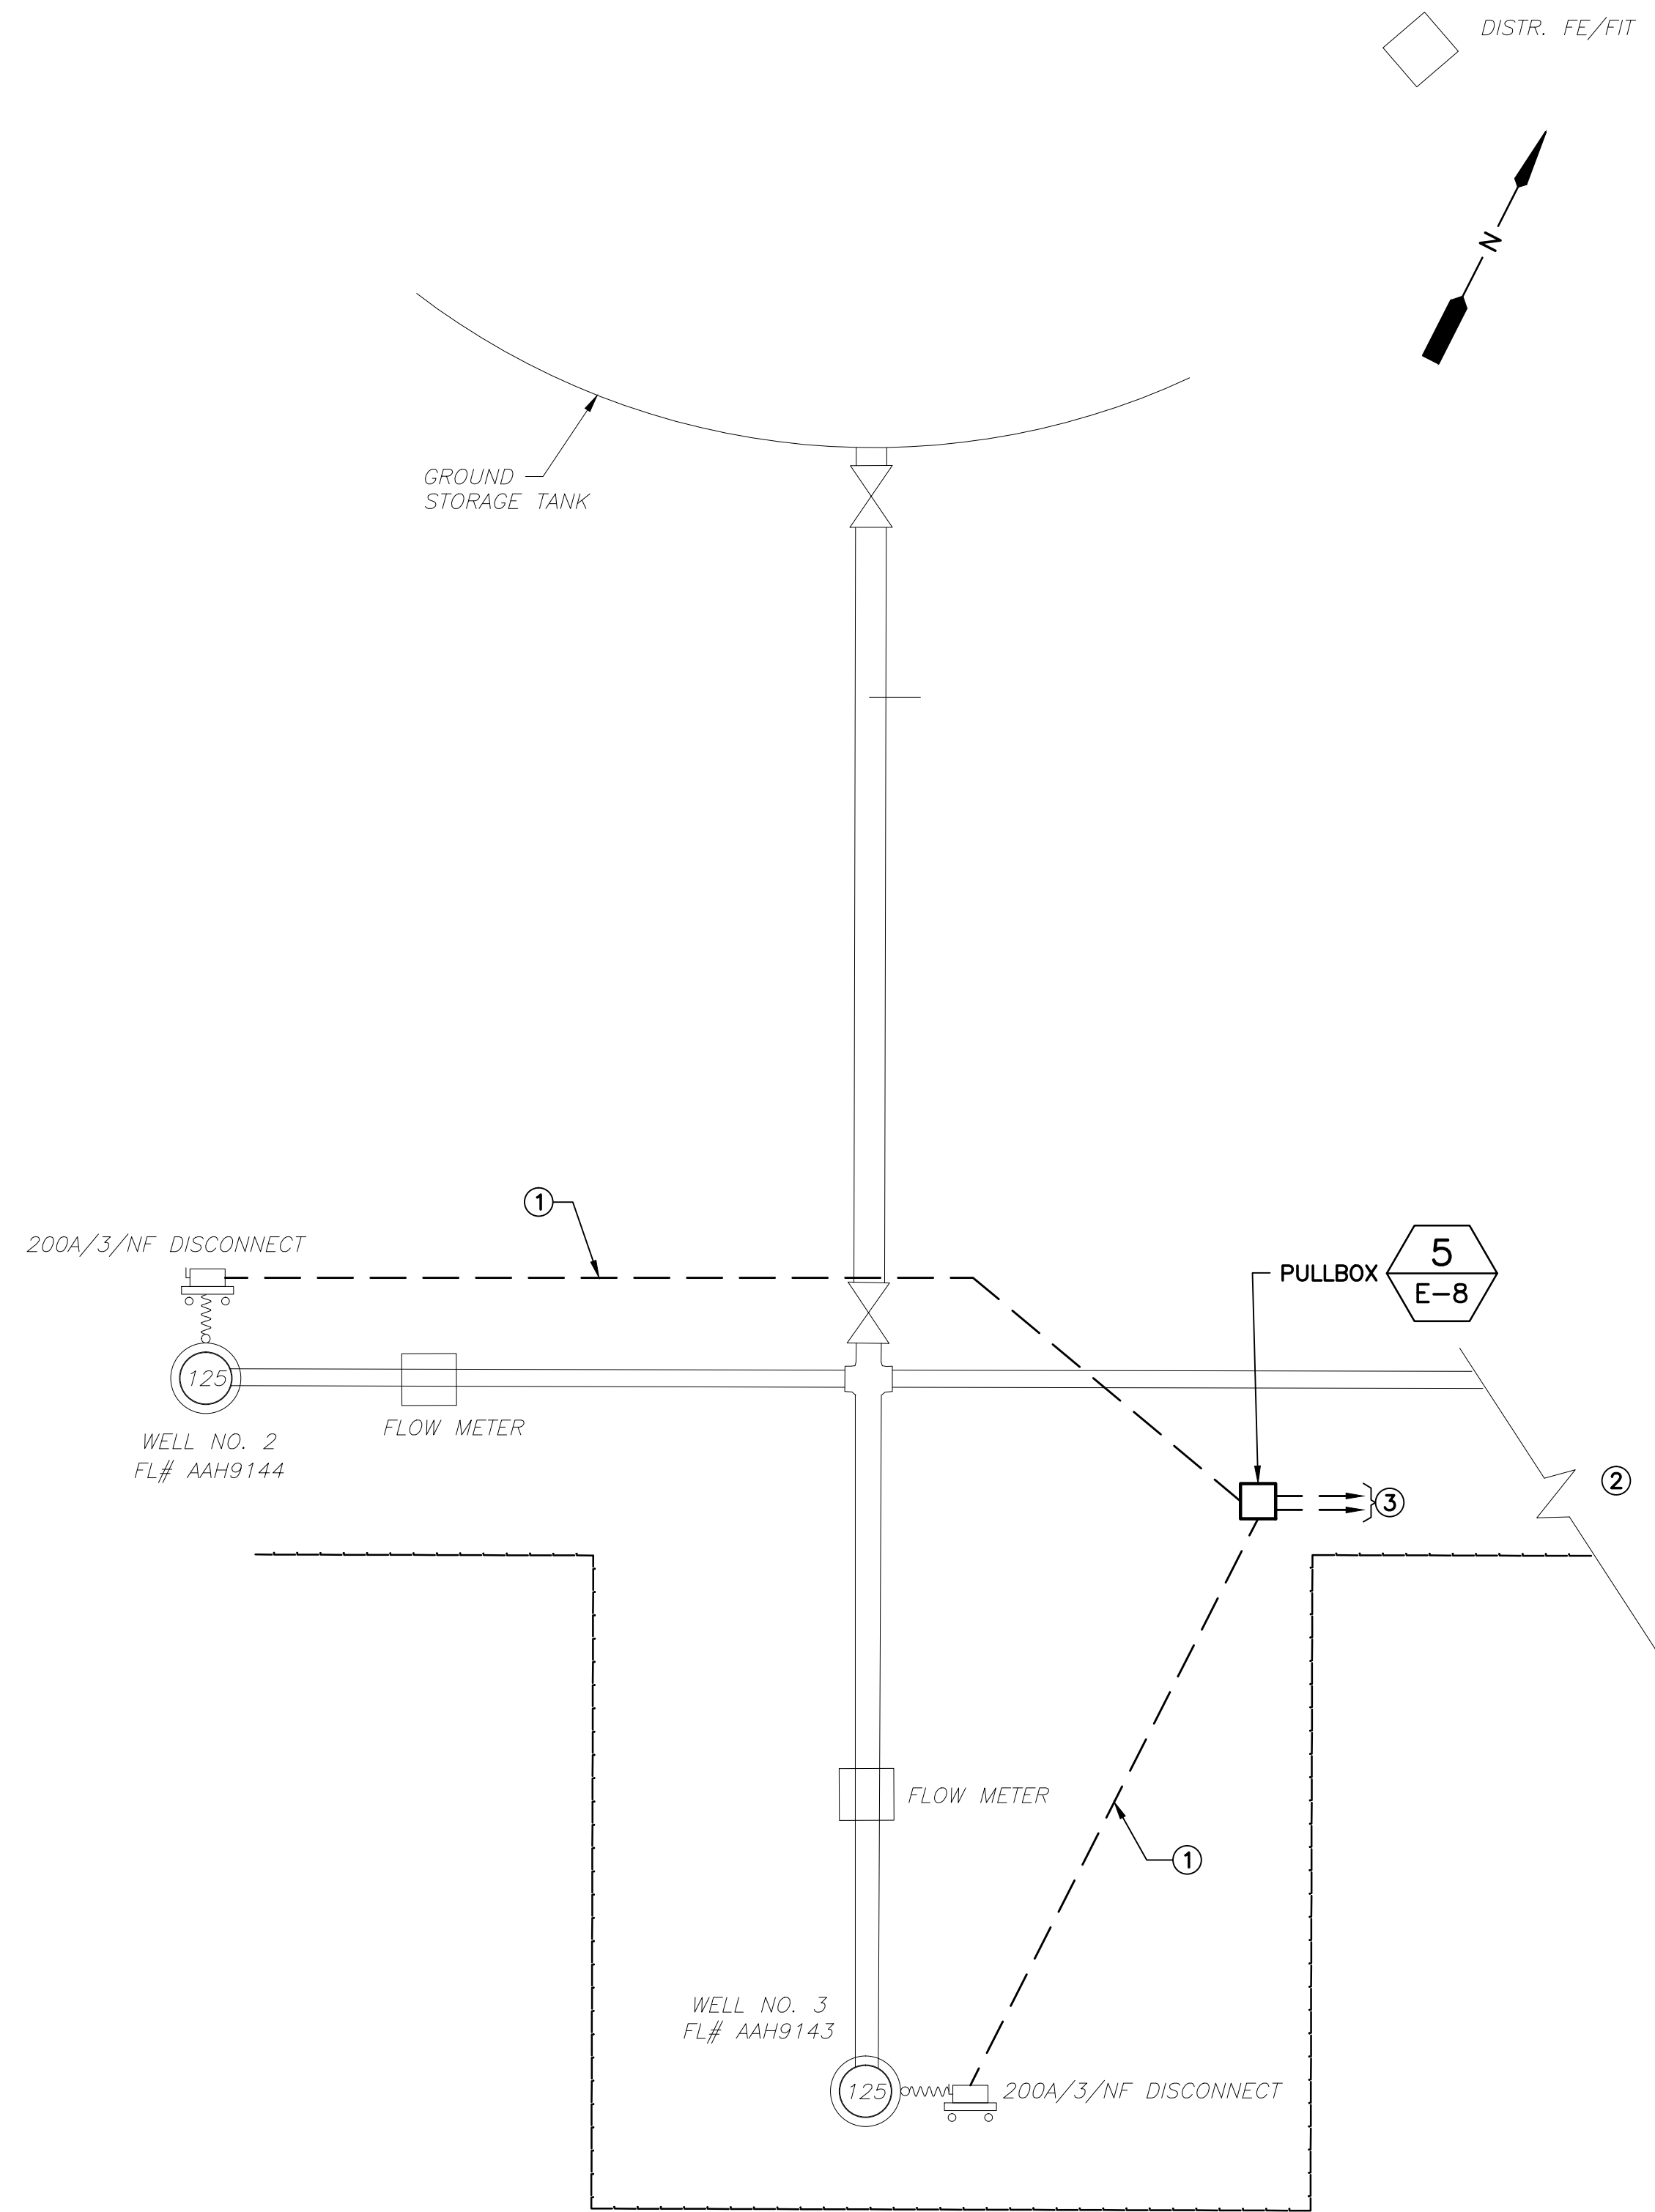 DISTR. FE/FIT
N
GROUND
STORAGE TANK
1
200A/3/NF DISCONNECT
5
PULLBOX
E-8
125
FLOW METER
WELL NO. 2
FL# AAH9144
2
3
FLOW METER
1
WELL NO. 3
FL# AAH9143
125
200A/3/NF DISCONNECT